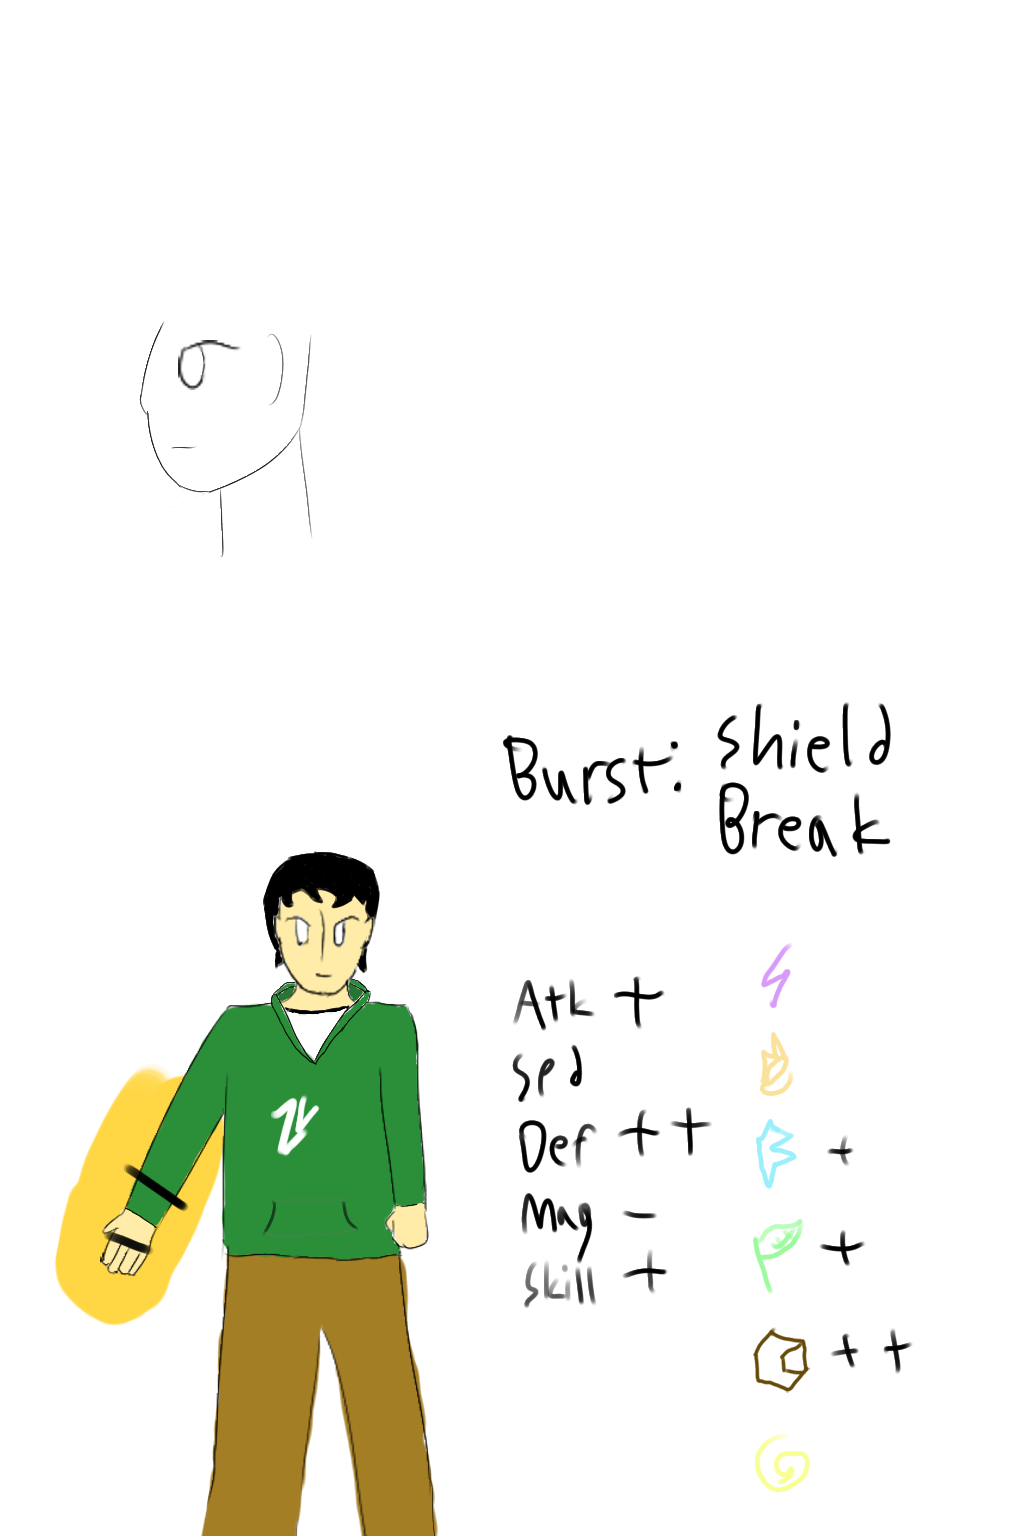 Burst: Shield
Break
Atk +
Spd
Def ++
Mag -
Skill +
+
+
++